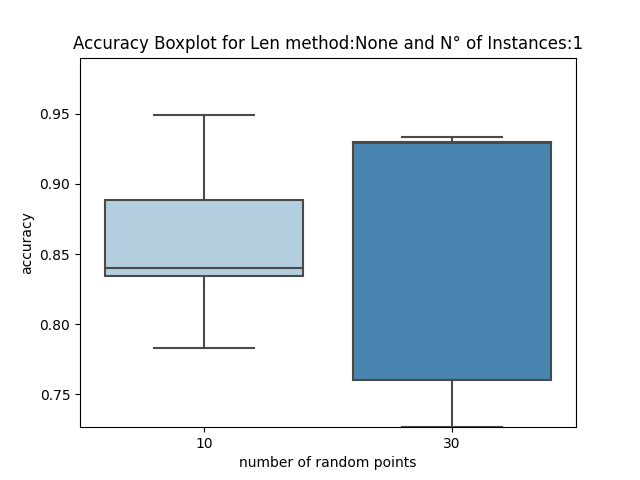 Accuracy Boxplot for Len method:None and N° of Instances:1
0.95
0.90
0.85
0.80
0.75
accuracy
10
30
number of random points